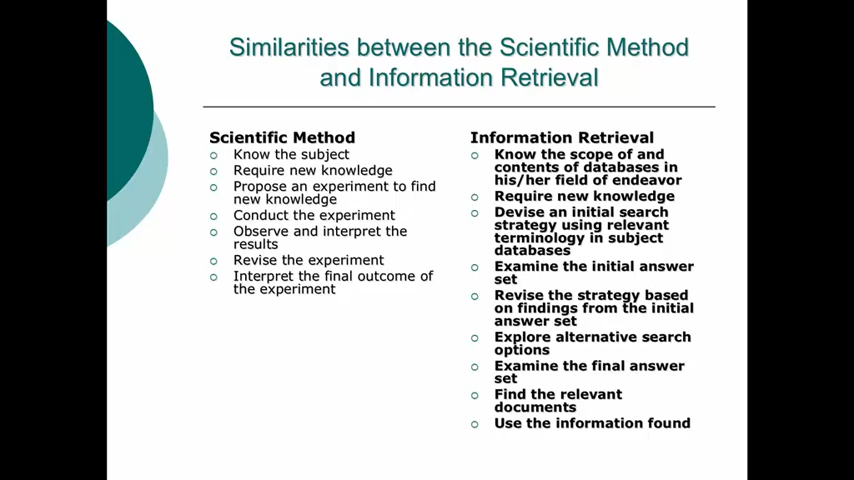 Similarities between the Scientific Method
and Information Retrieval
Scientific Method
Know the subject
Require new knowledge
Propose an experiment to find
new knowledge
Conduct the experiment
Observe and interpret the
results
Revise the experiment
Interpret the final outcome of
the experiment
Information Retrieval
Know the scope of and
contents of databases in
his/her field of endeavor
Require new knowledge
Devise an initial search
strategy using relevant
terminology in subject
databases
Examine the initial answer
set
Revise the strategy based
on findings from the initial
answer set
Explore alternative search
options
Examine the final answer
set
Find the relevant
documents
Use the information found